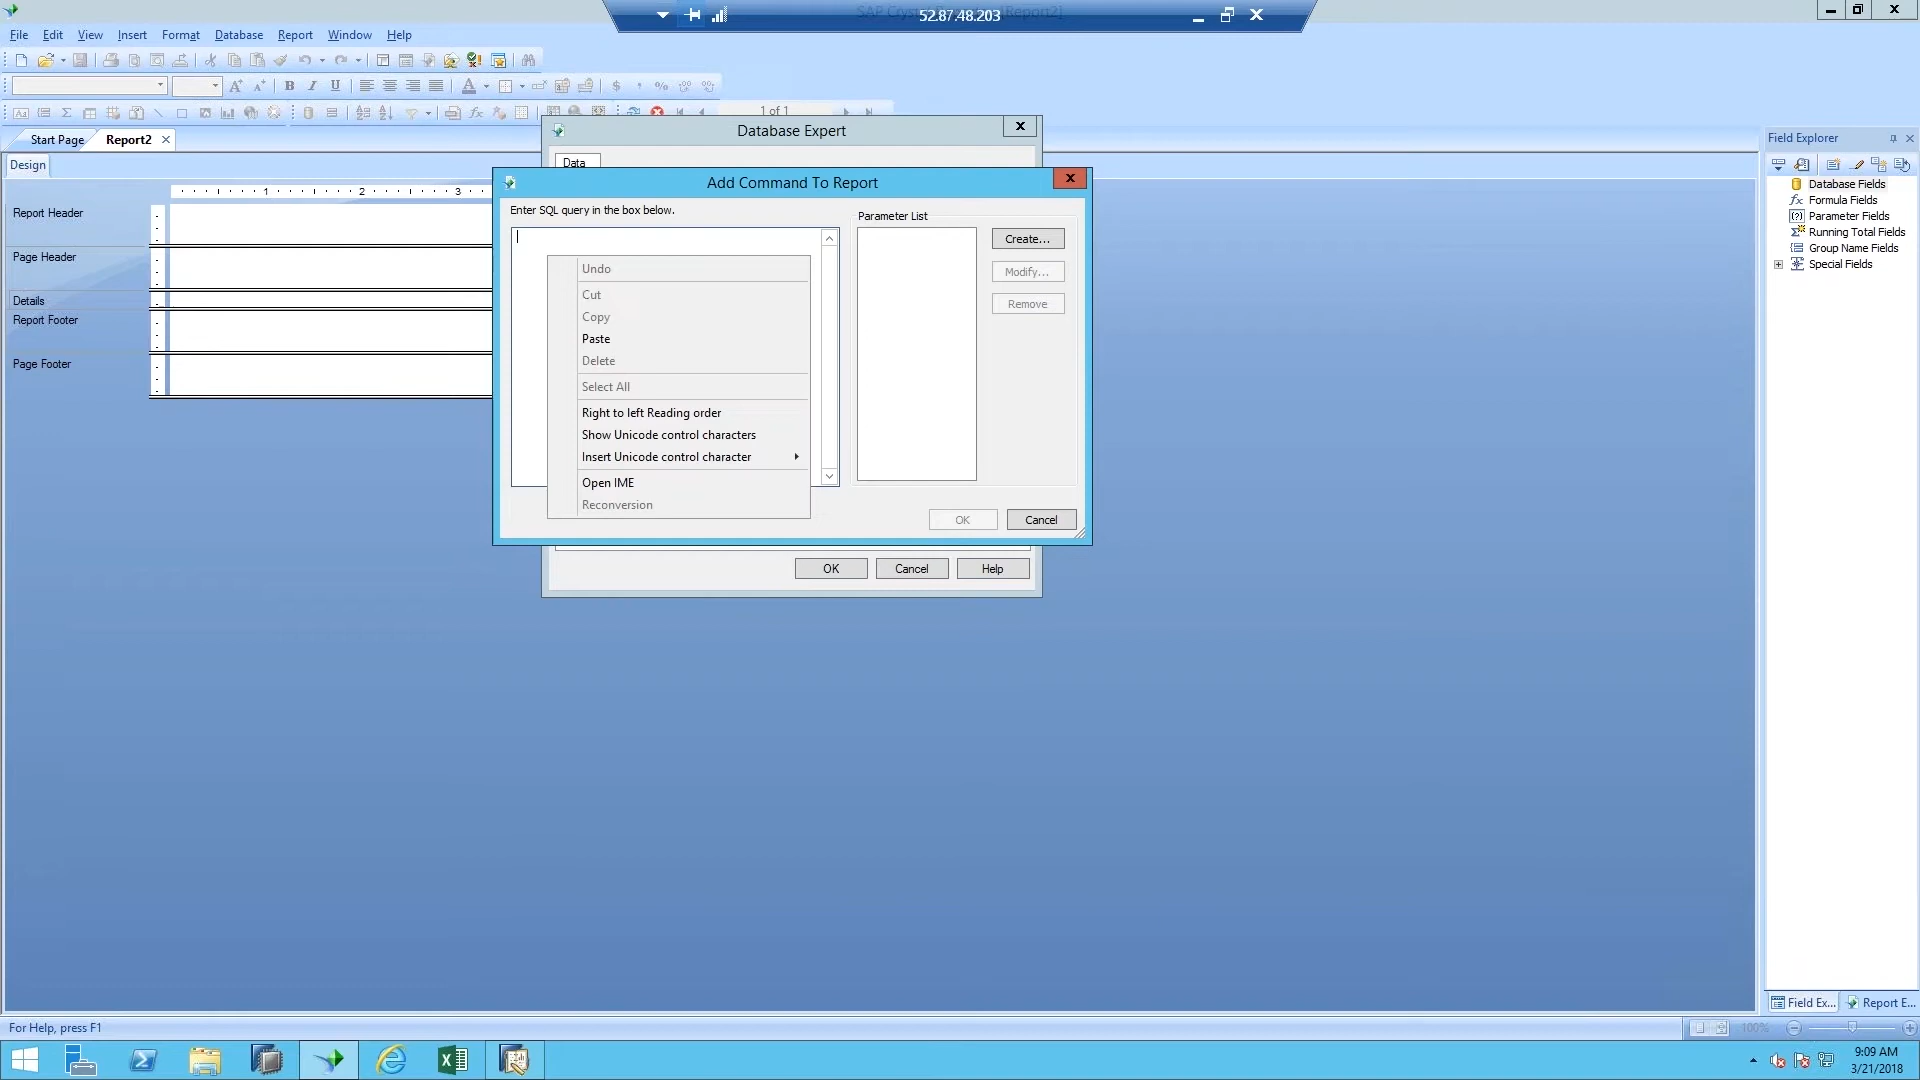 52.87.48.203
File Edit View Insert Format Database Report Window Help
B I U
$ , %
1 of 1
Start Page Report2
Design
1 2 3
Report Header
Page Header
Details
Report Footer
Page Footer
Database Expert
Data
Add Command To Report
Enter SQL query in the box below.
Parameter List
Create...
Modify...
Remove
Undo
Cut
Copy
Paste
Delete
Select All
Right to left Reading order
Show Unicode control characters
Insert Unicode control character
Open IME
Reconversion
OK Cancel
OK Cancel Help
Field Explorer
Database Fields
Formula Fields
Parameter Fields
Running Total Fields
Group Name Fields
Special Fields
Field Ex... Report E...
For Help, press F1
100%
9:09 AM
3/21/2018